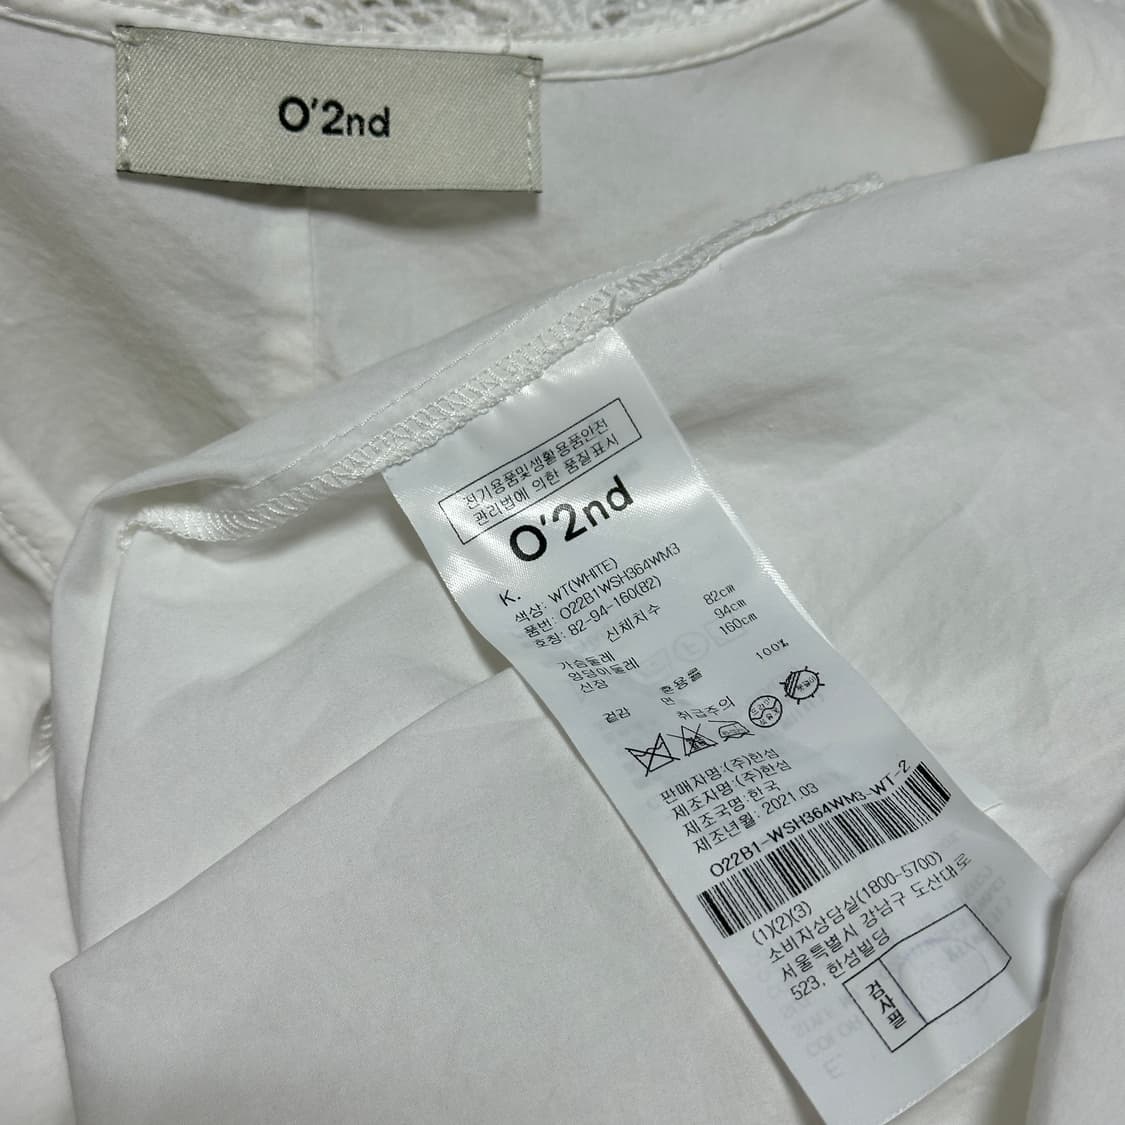 O'2nd
전기용품및생활용품안전
관리법에 의한 품질표시
O'2nd
K.
색상: WT(WHITE)
품번: O22B1WSH364WM3
호칭: 82-94-160(82)
신체치수
가슴둘레 82cm
엉덩이둘레 94cm
신장 160cm
혼용률
겉감 면 100%
취급주의
판매자명:(주)한섬
제조자명:(주)한섬
제조국명:한국
제조년월: 2021.03
O22B1-WSH364WM3-WT-2
(1)(2)(3)
소비자상담실(1800-5700)
서울특별시 강남구 도산대로
523, 한섬빌딩
검사필